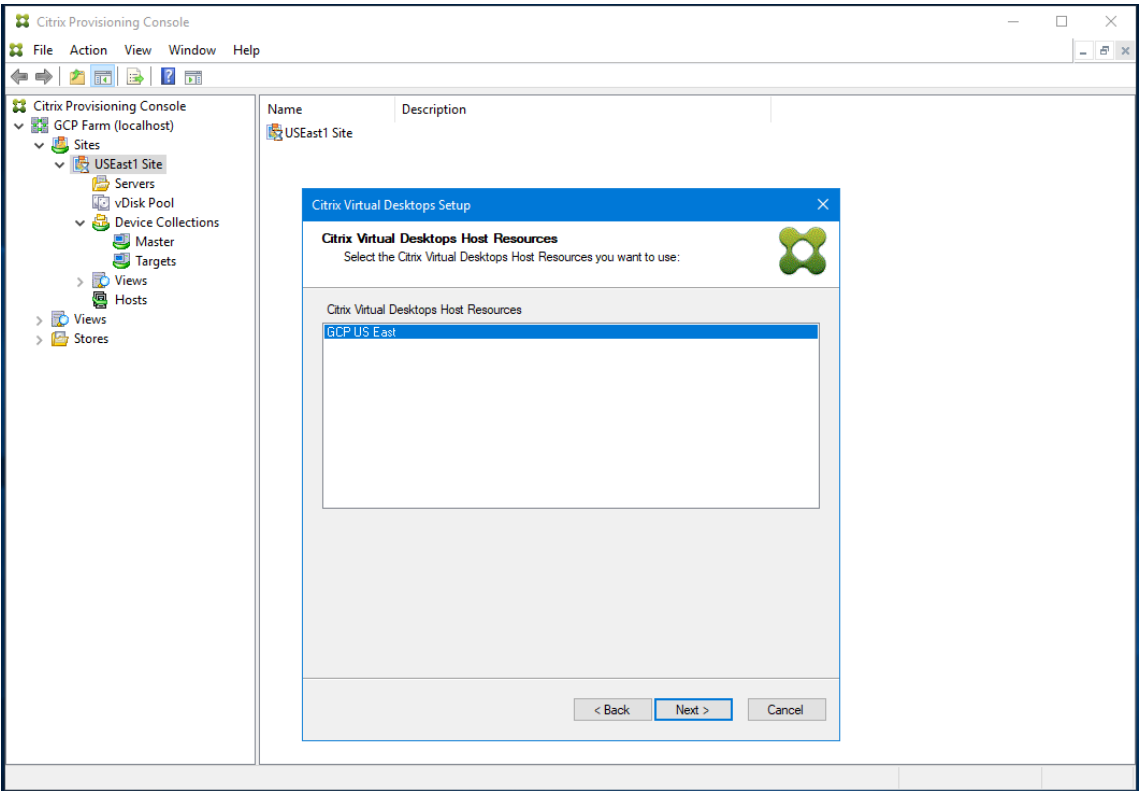 Citrix Provisioning Console
File Action View Window Help
Citrix Provisioning Console
GCP Farm (localhost)
Sites
USEast1 Site
Servers
vDisk Pool
Device Collections
Master
Targets
Views
Hosts
Views
Stores
Name Description
USEast1 Site
Citrix Virtual Desktops Setup
Citrix Virtual Desktops Host Resources
Select the Citrix Virtual Desktops Host Resources you want to use:
Citrix Virtual Desktops Host Resources
GCP US East
< Back Next > Cancel